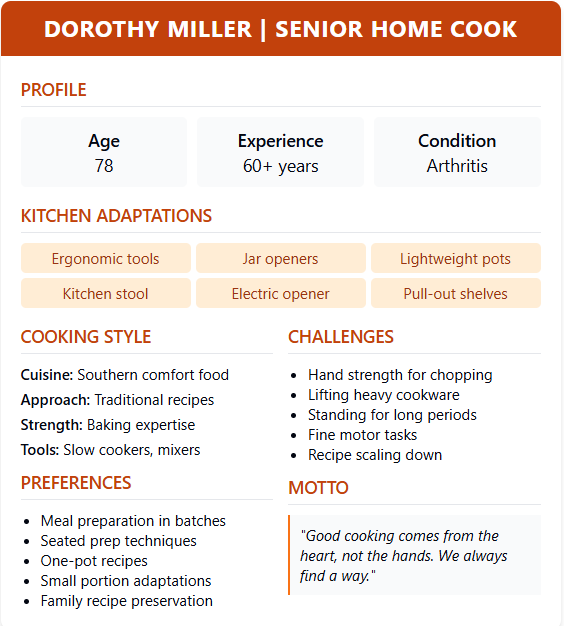 DOROTHY MILLER | SENIOR HOME COOK
PROFILE
Age
78
Experience
60+ years
Condition
Arthritis
KITCHEN ADAPTATIONS
Ergonomic tools
Jar openers
Lightweight pots
Kitchen stool
Electric opener
Pull-out shelves
COOKING STYLE
Cuisine: Southern comfort food
Approach: Traditional recipes
Strength: Baking expertise
Tools: Slow cookers, mixers
PREFERENCES
• Meal preparation in batches
• Seated prep techniques
• One-pot recipes
• Small portion adaptations
• Family recipe preservation
CHALLENGES
• Hand strength for chopping
• Lifting heavy cookware
• Standing for long periods
• Fine motor tasks
• Recipe scaling down
MOTTO
"Good cooking comes from the
heart, not the hands. We always
find a way."